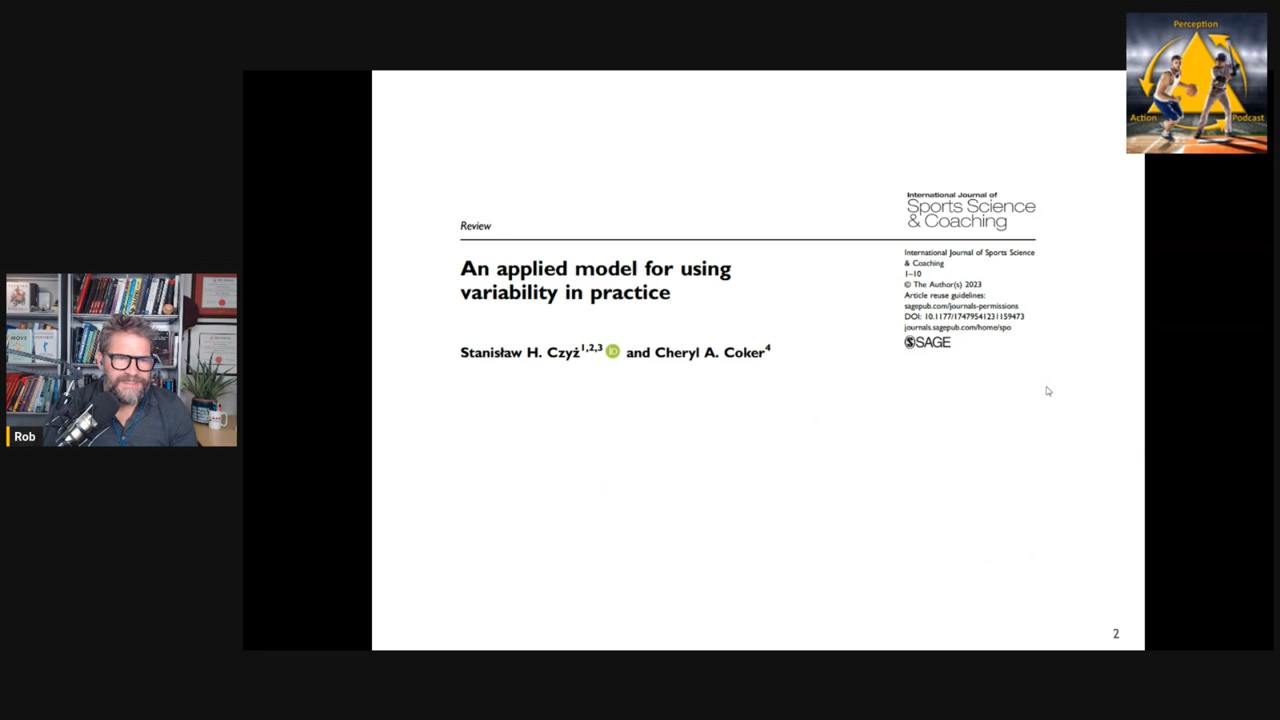 Perception
Action
Podcast
International Journal of
Sports Science
& Coaching
Review
An applied model for using
variability in practice
International Journal of Sports Science
& Coaching
1–10
© The Author(s) 2023
Article reuse guidelines:
sagepub.com/journals-permissions
DOI: 10.1177/17479541231159473
journals.sagepub.com/home/spo
SAGE
Stanisław H. Czyż1,2,3 iD and Cheryl A. Coker4
MOVE
Rob
2